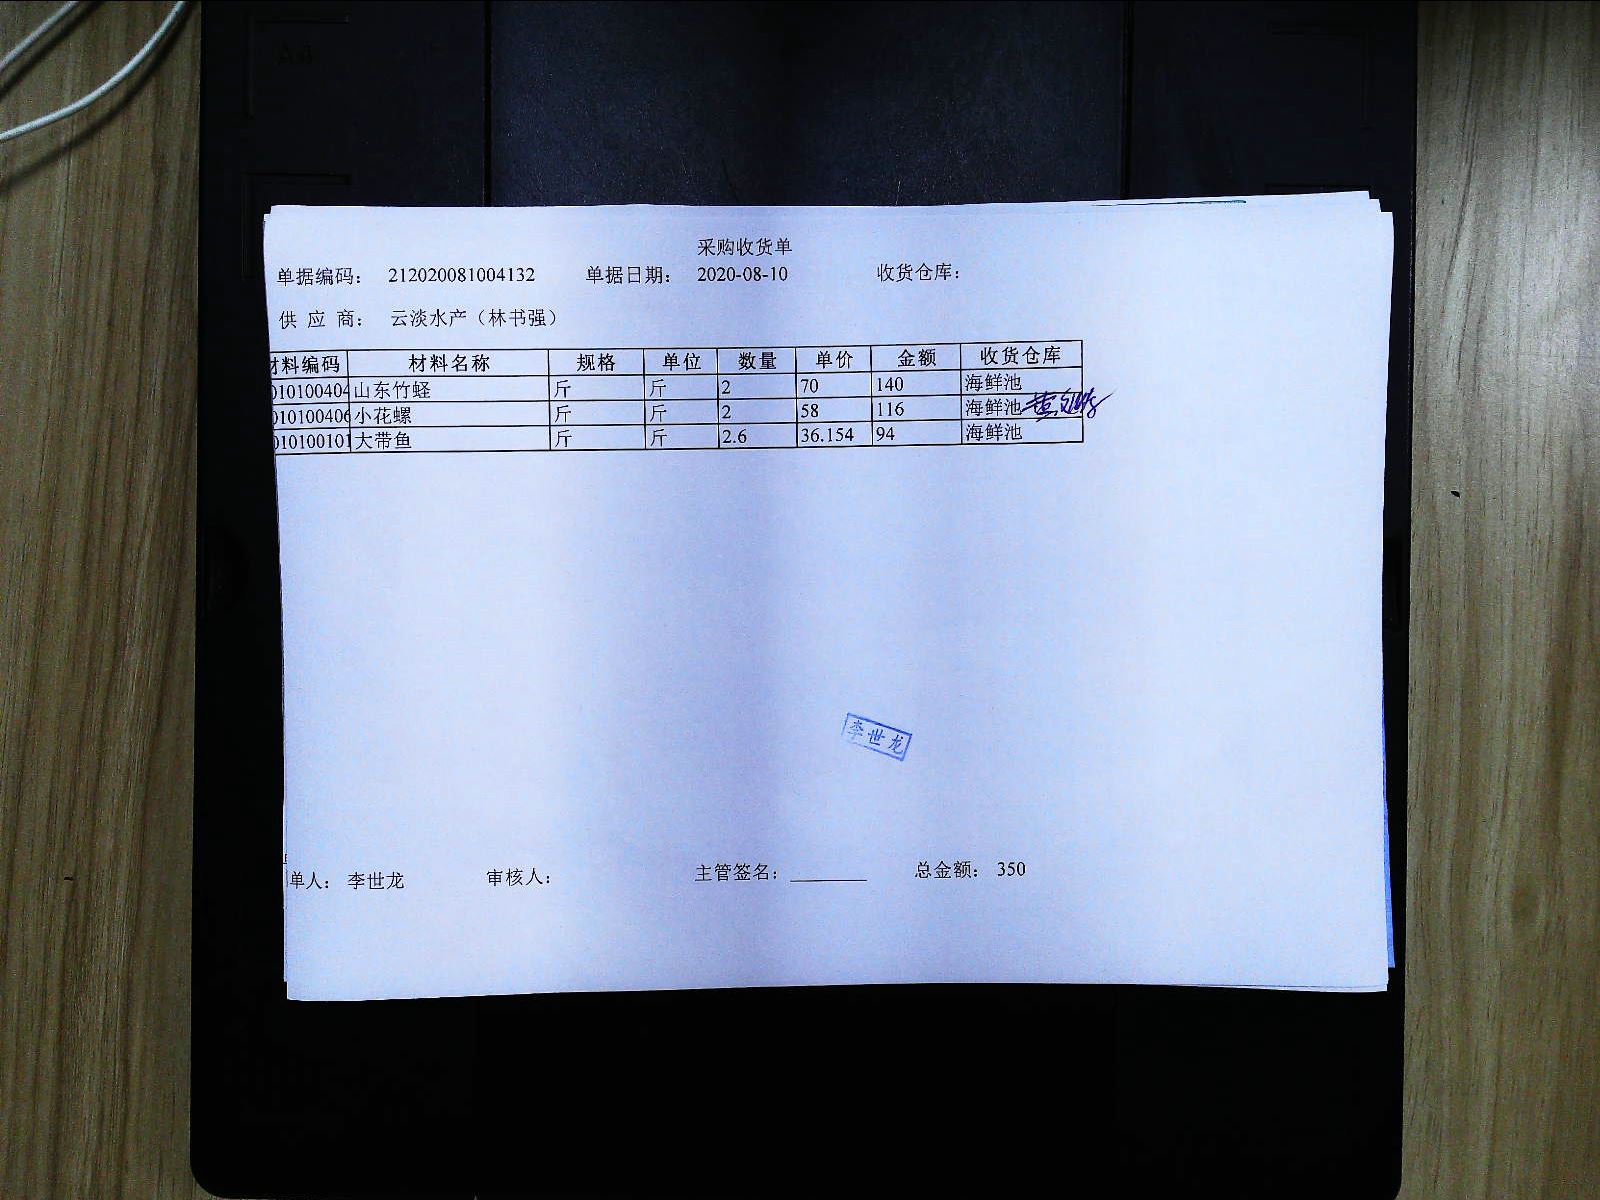 采购收货单
单据编码： 212020081004132 单据日期： 2020-08-10 收货仓库：
供 应 商： 云淡水产（林书强）
材料编码 材料名称 规格 单位 数量 单价 金额 收货仓库
010100404 山东竹蛏 斤 斤 2 70 140 海鲜池
010100406 小花螺 斤 斤 2 58 116 海鲜池
010100101 大带鱼 斤 斤 2.6 36.154 94 海鲜池
李世龙
单人： 李世龙 审核人： 主管签名： 总金额： 350